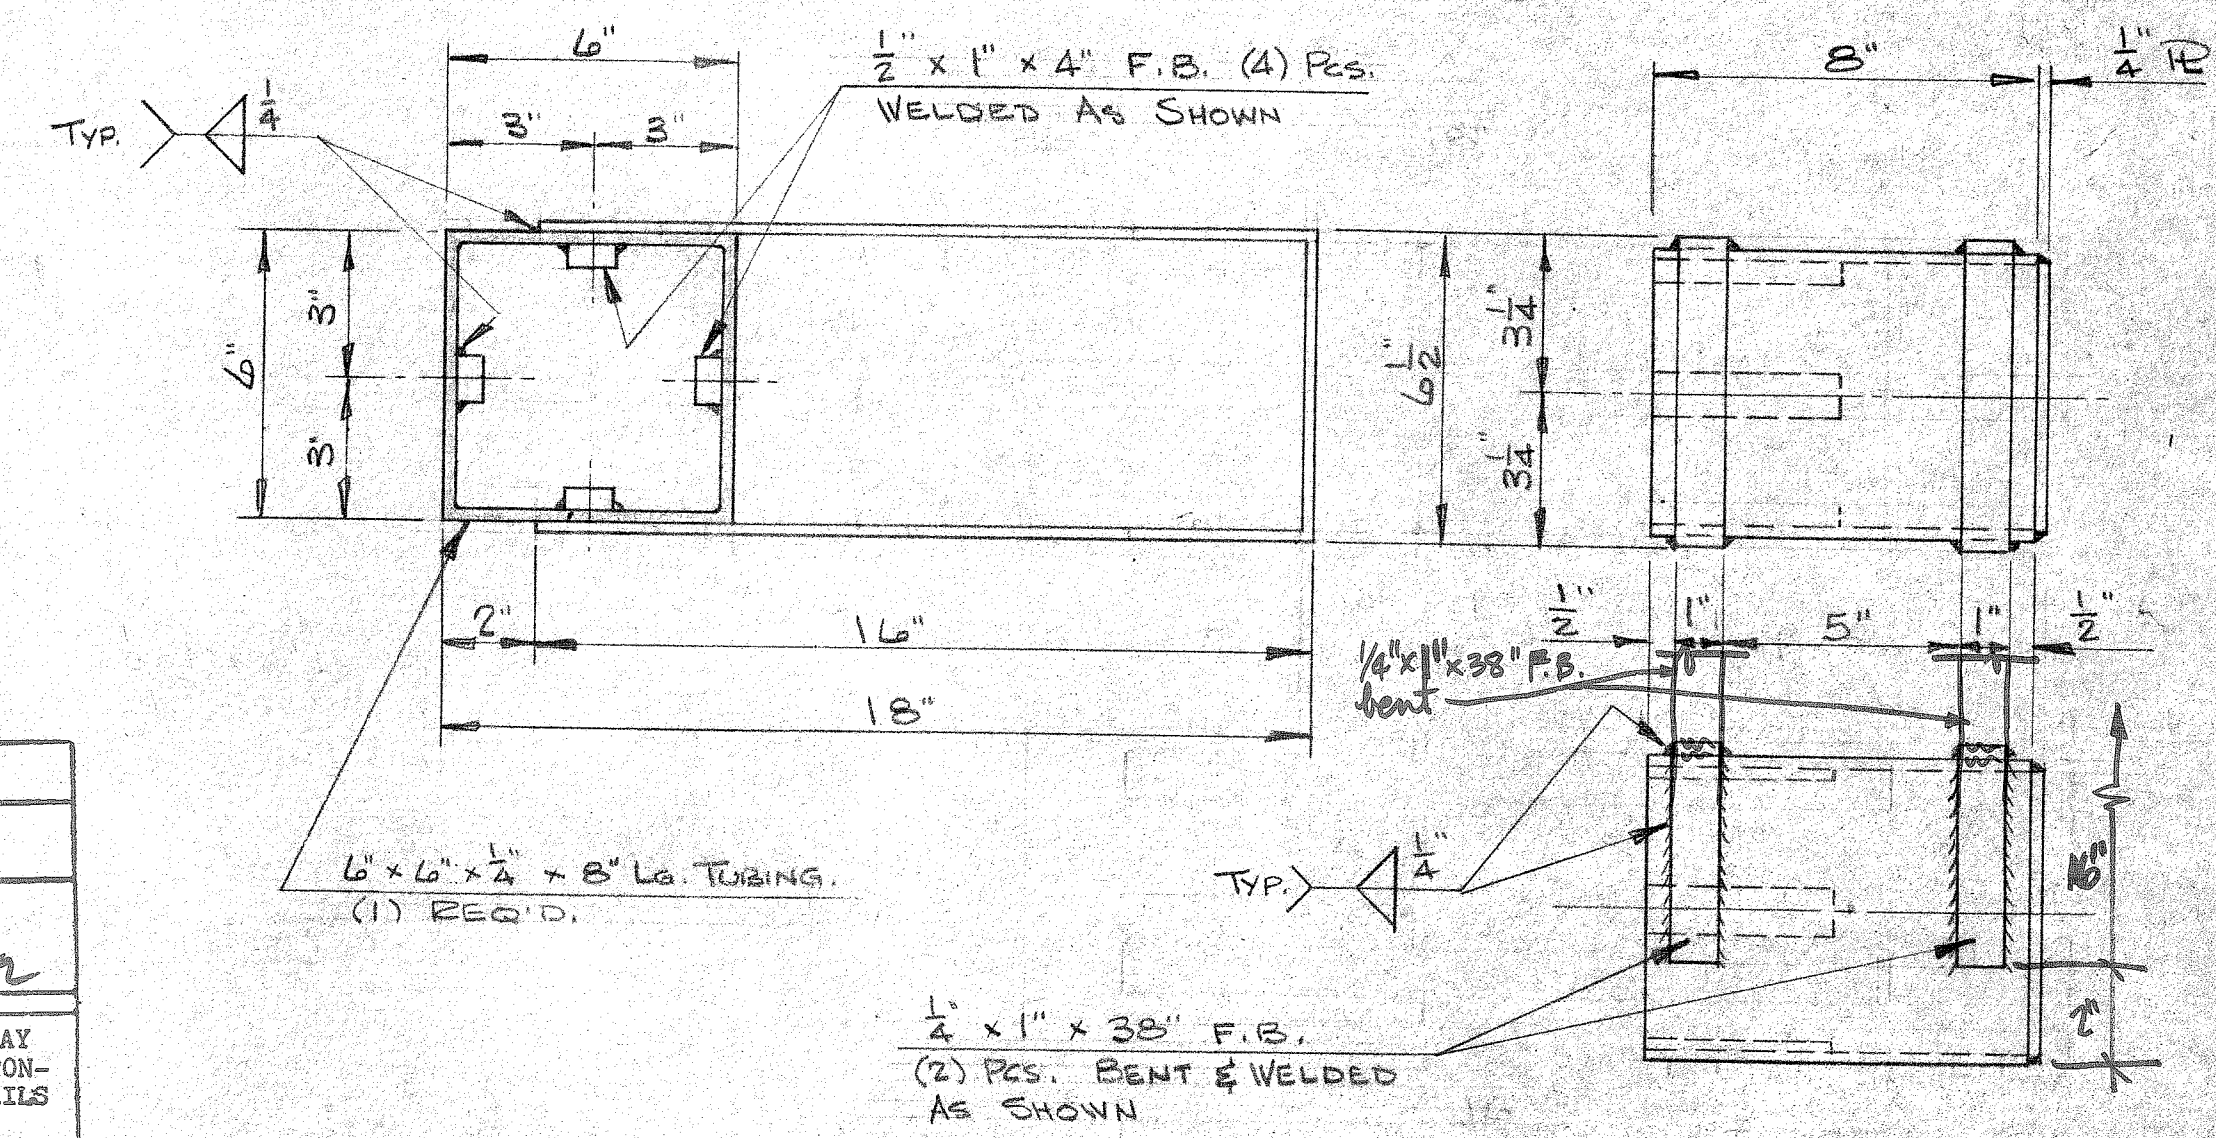 6"
1/2" x 1" x 4" F.B. (4) Pcs.
WELDED AS SHOWN
8"
1/4" PL
TYP.
1/4
3"
3"
6"
3"
3"
6 1/2"
3 1/4"
3 1/4"
2"
16"
18"
1/2"
1"
5"
1"
1/2"
1/4"x1"x38" F.B.
bent
6" x 6" x 1/4" x 8" LG. TUBING.
(1) REQ'D.
TYP.
1/4"
16"
2"
1/4" x 1" x 38" F.B.
(2) PCS. BENT & WELDED
AS SHOWN
AY
ON-
ILS